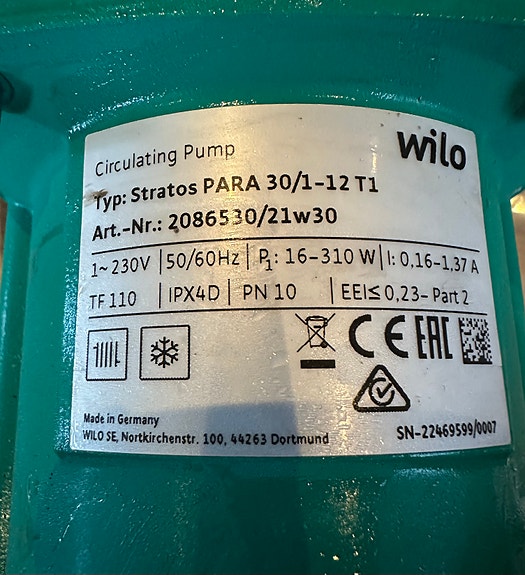 wilo
Circulating Pump
Typ: Stratos PARA 30/1-12 T1
Art.-Nr.: 2086530/21w30
1~230V | 50/60Hz | P1: 16-310 W | I: 0,16-1,37 A
TF 110 | IPX4D | PN 10 | EEI≤ 0,23- Part 2
CE EAC
Made in Germany
WILO SE, Nortkirchenstr. 100, 44263 Dortmund
SN-22469599/0007